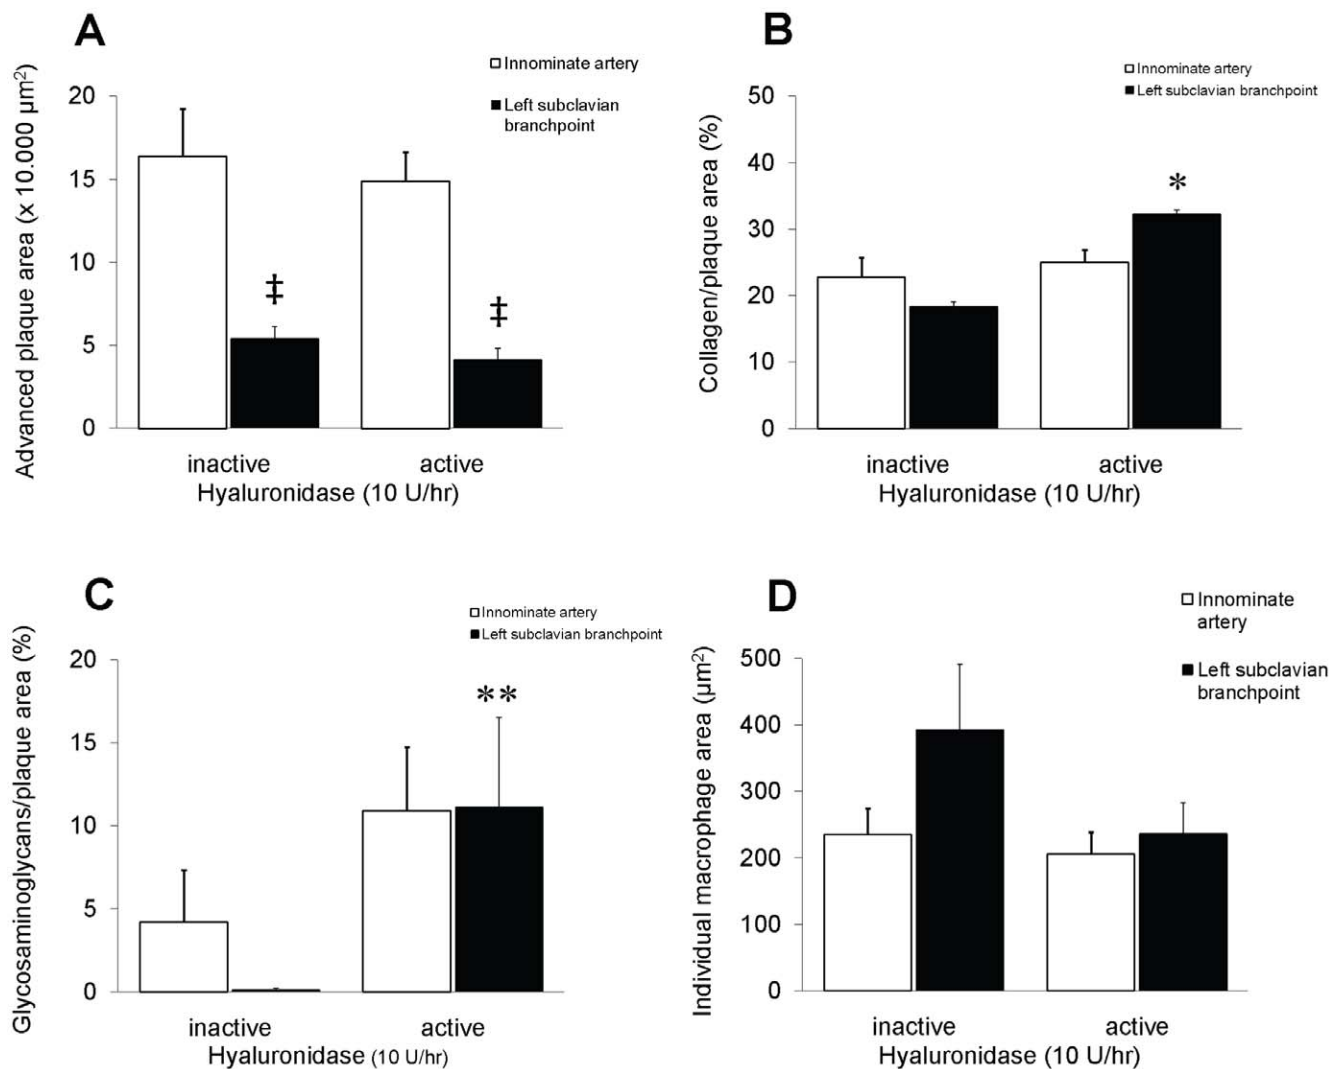 A
Innominate artery
Left subclavian
branchpoint
Advanced plaque area (x 10.000 µm²)
20
15
10
5
0
‡
‡
inactive
active
Hyaluronidase (10 U/hr)
B
Innominate artery
Left subclavian branchpoint
Collagen/plaque area (%)
50
40
30
20
10
0
*
inactive
active
Hyaluronidase (10 U/hr)
C
Innominate artery
Left subclavian branchpoint
Glycosaminoglycans/plaque area (%)
20
15
10
5
0
**
inactive
active
Hyaluronidase (10 U/hr)
D
Innominate
artery
Left subclavian
branchpoint
Individual macrophage area (µm²)
500
400
300
200
100
0
inactive
active
Hyaluronidase (10 U/hr)